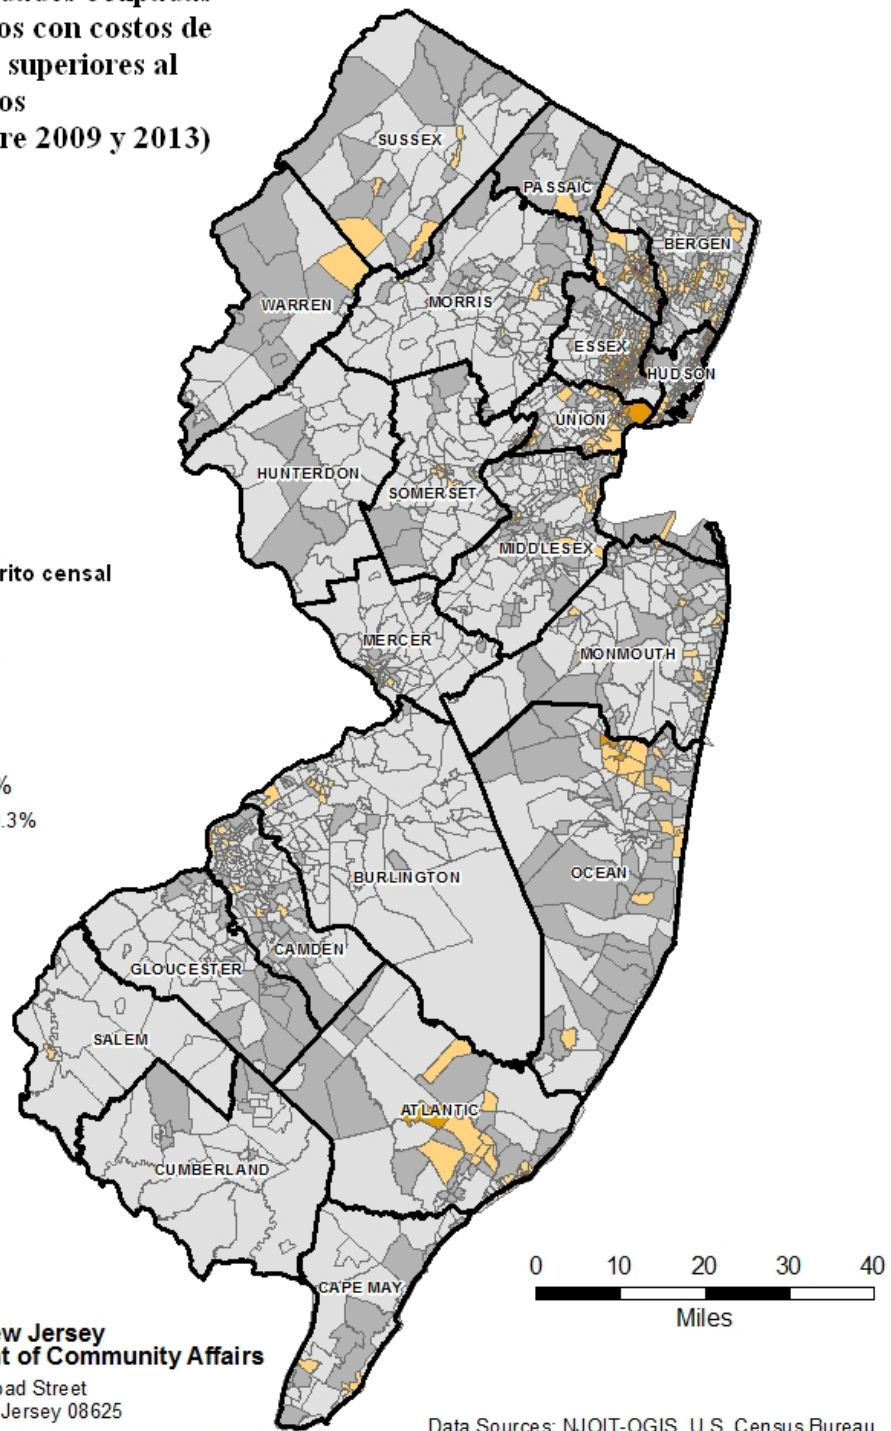 os con costos de
superiores al
os
re 2009 y 2013)
SUSSEX
PASSAIC
BERGEN
WARREN
MORRIS
ESSEX
HUDSON
UNION
HUNTERDON
SOMERSET
MIDDLESEX
rito censal
MERCER
MONMOUTH
%
.3%
BURLINGTON
OCEAN
CAMDEN
GLOUCESTER
SALEM
ATLANTIC
CUMBERLAND
CAPE MAY
0 10 20 30 40
Miles
ew Jersey
t of Community Affairs
oad Street
Jersey 08625
Data Sources: NJOIT-OGIS, U.S. Census Bureau